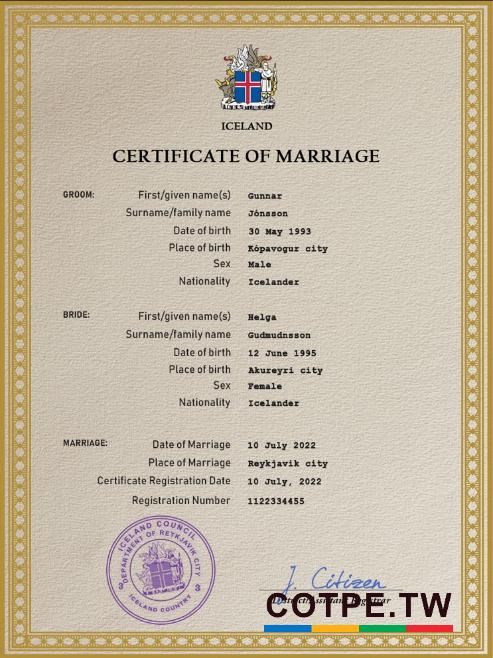 ICELAND
CERTIFICATE OF MARRIAGE
GROOM: First/given name(s) Gunnar
Surname/family name Jónsson
Date of birth 30 May 1993
Place of birth Kópavogur city
Sex Male
Nationality Icelander
BRIDE: First/given name(s) Helga
Surname/family name Gudmudnsson
Date of birth 12 June 1995
Place of birth Akureyri city
Sex Female
Nationality Icelander
MARRIAGE: Date of Marriage 10 July 2022
Place of Marriage Reykjavik city
Certificate Registration Date 10 July, 2022
Registration Number 1122334455
ICELAND COUNCIL
DEPARTMENT OF REYKJAVIK CITY
ICELAND COUNTRY
J. Citizen
COTPE.TW